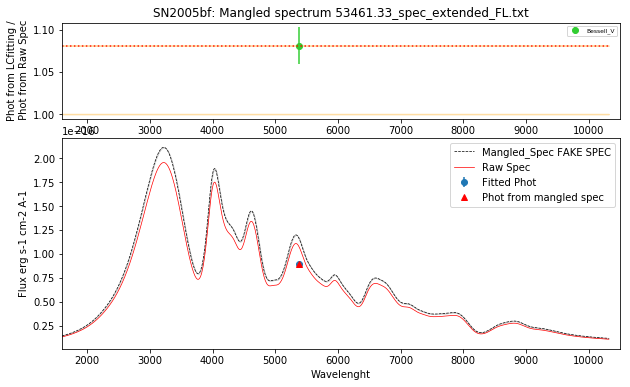 SN2005bf: Mangled spectrum 53461.33_spec_extended_FL.txt
Phot from LCfitting /
Phot from Raw Spec
1.10
1.05
1.00
Bessell_V
2000 3000 4000 5000 6000 7000 8000 9000 10000
1e-16
Flux erg s-1 cm-2 A-1
2.00
1.75
1.50
1.25
1.00
0.75
0.50
0.25
Mangled_Spec FAKE SPEC
Raw Spec
Fitted Phot
Phot from mangled spec
2000 3000 4000 5000 6000 7000 8000 9000 10000
Wavelenght